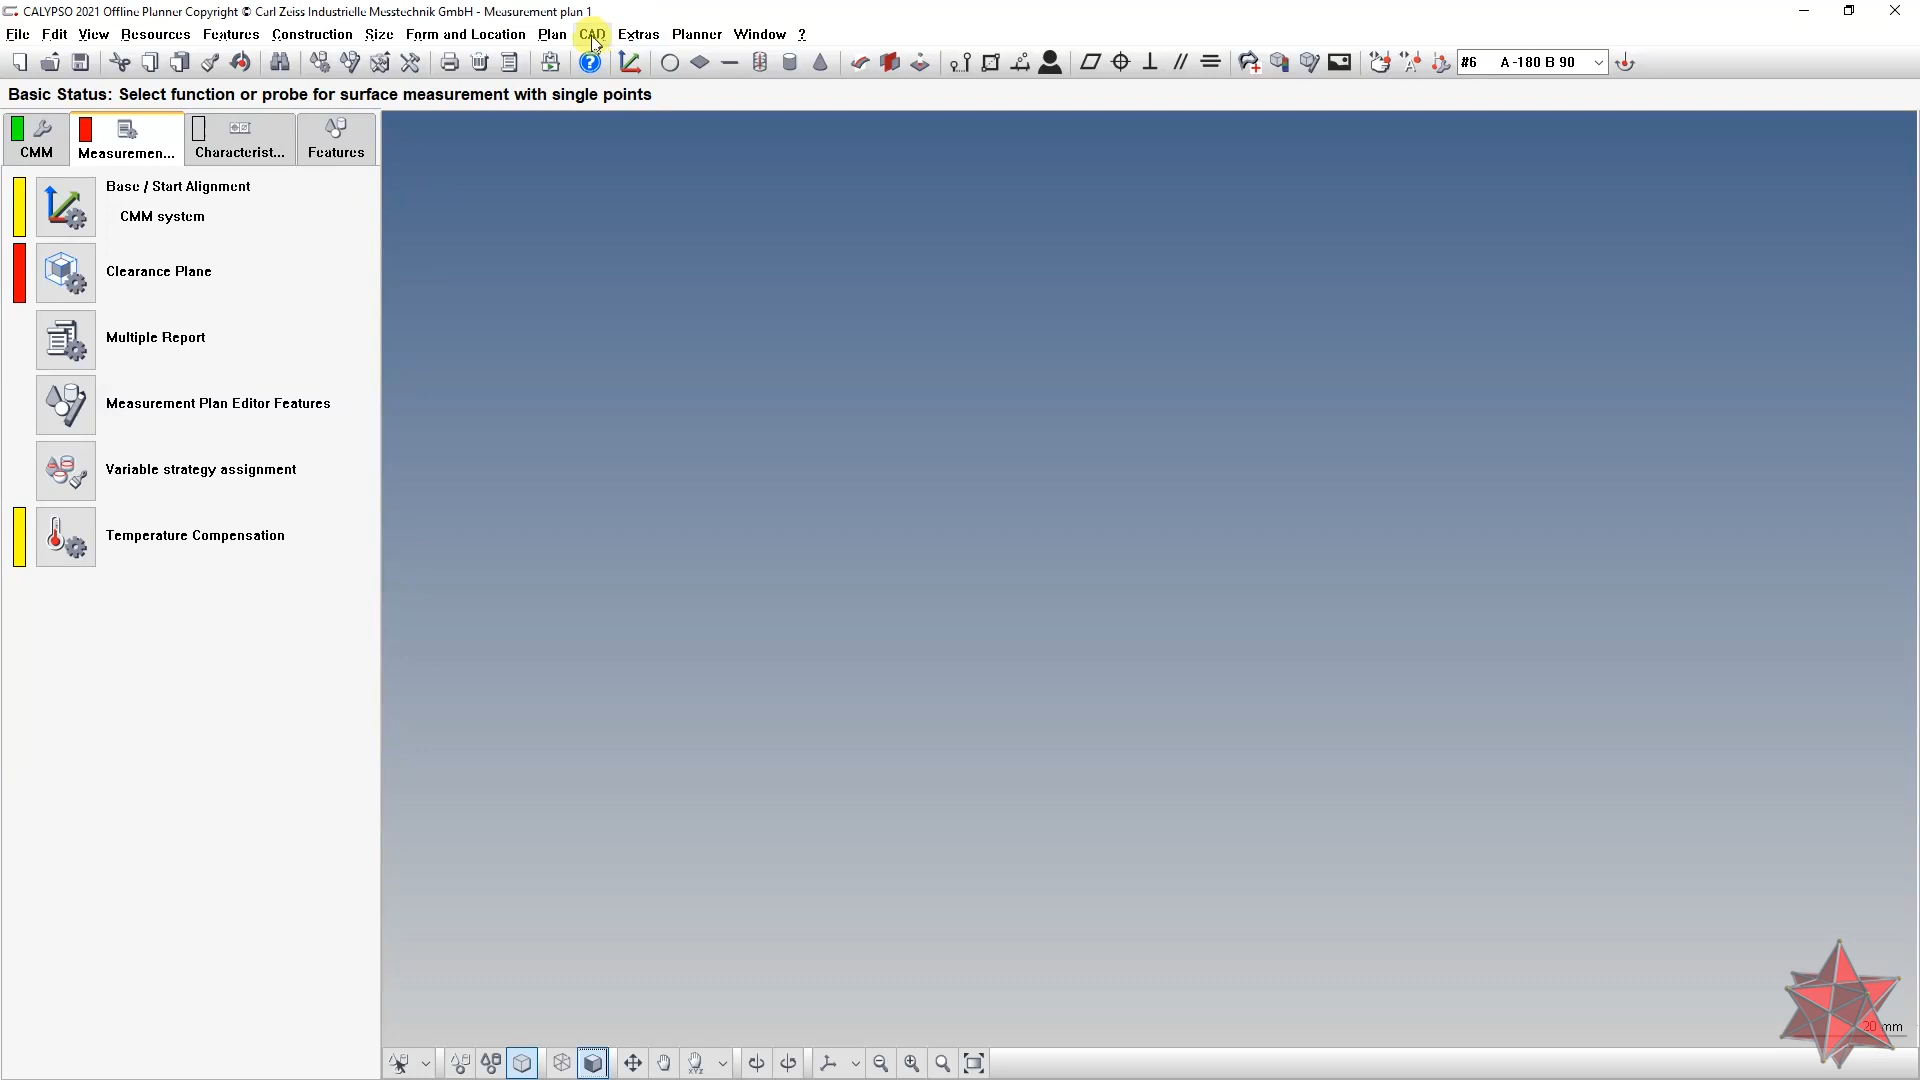 CALYPSO 2021 Offline Planner Copyright © Carl Zeiss Industrielle Messtechnik GmbH - Measurement plan 1
File Edit View Resources Features Construction Size Form and Location Plan CAD Extras Planner Window ?
#6 A -180 B 90
Basic Status: Select function or probe for surface measurement with single points
CMM Measuremen... Characterist... Features
Base / Start Alignment
CMM system
Clearance Plane
Multiple Report
Measurement Plan Editor Features
Variable strategy assignment
Temperature Compensation
20 mm
XYZ